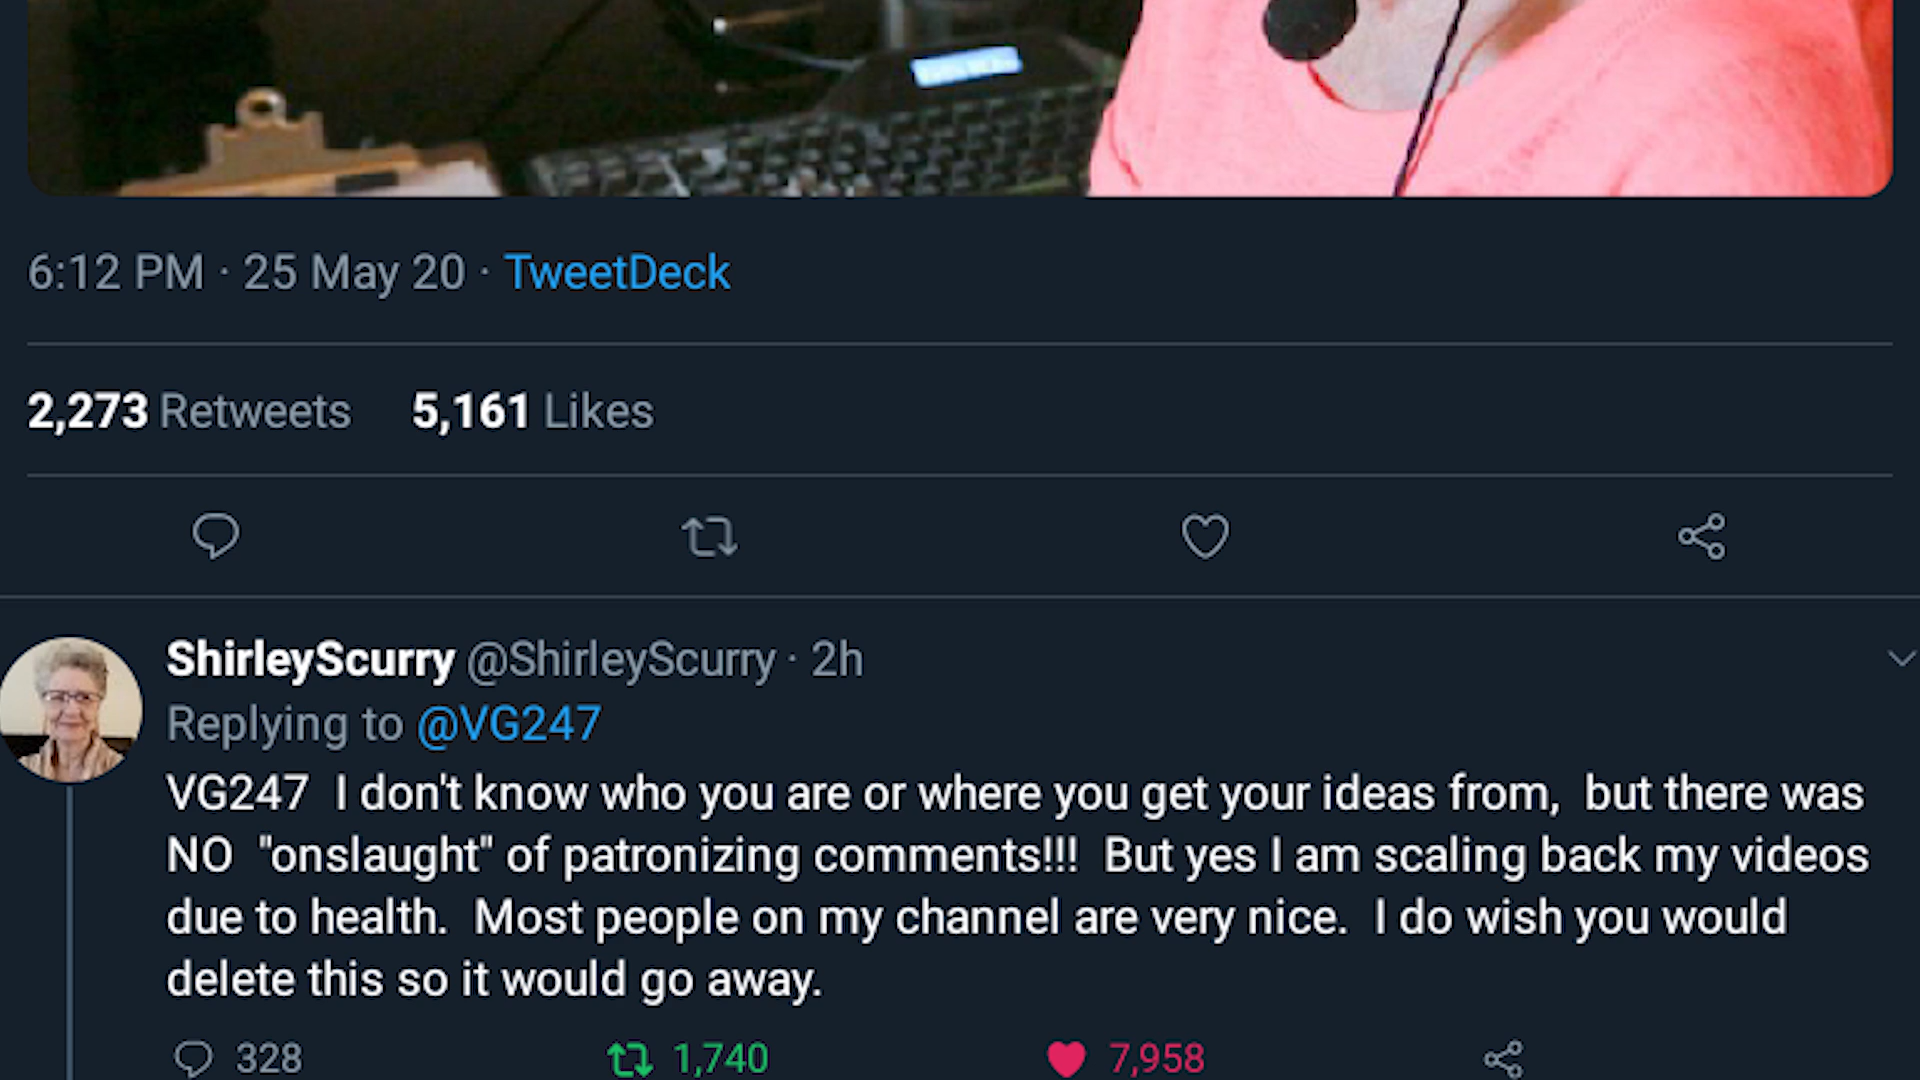 6:12 PM · 25 May 20 · TweetDeck
2,273 Retweets 5,161 Likes
ShirleyScurry @ShirleyScurry · 2h
Replying to @VG247
VG247 I don't know who you are or where you get your ideas from, but there was
NO "onslaught" of patronizing comments!!! But yes I am scaling back my videos
due to health. Most people on my channel are very nice. I do wish you would
delete this so it would go away.
328 1,740 7,958